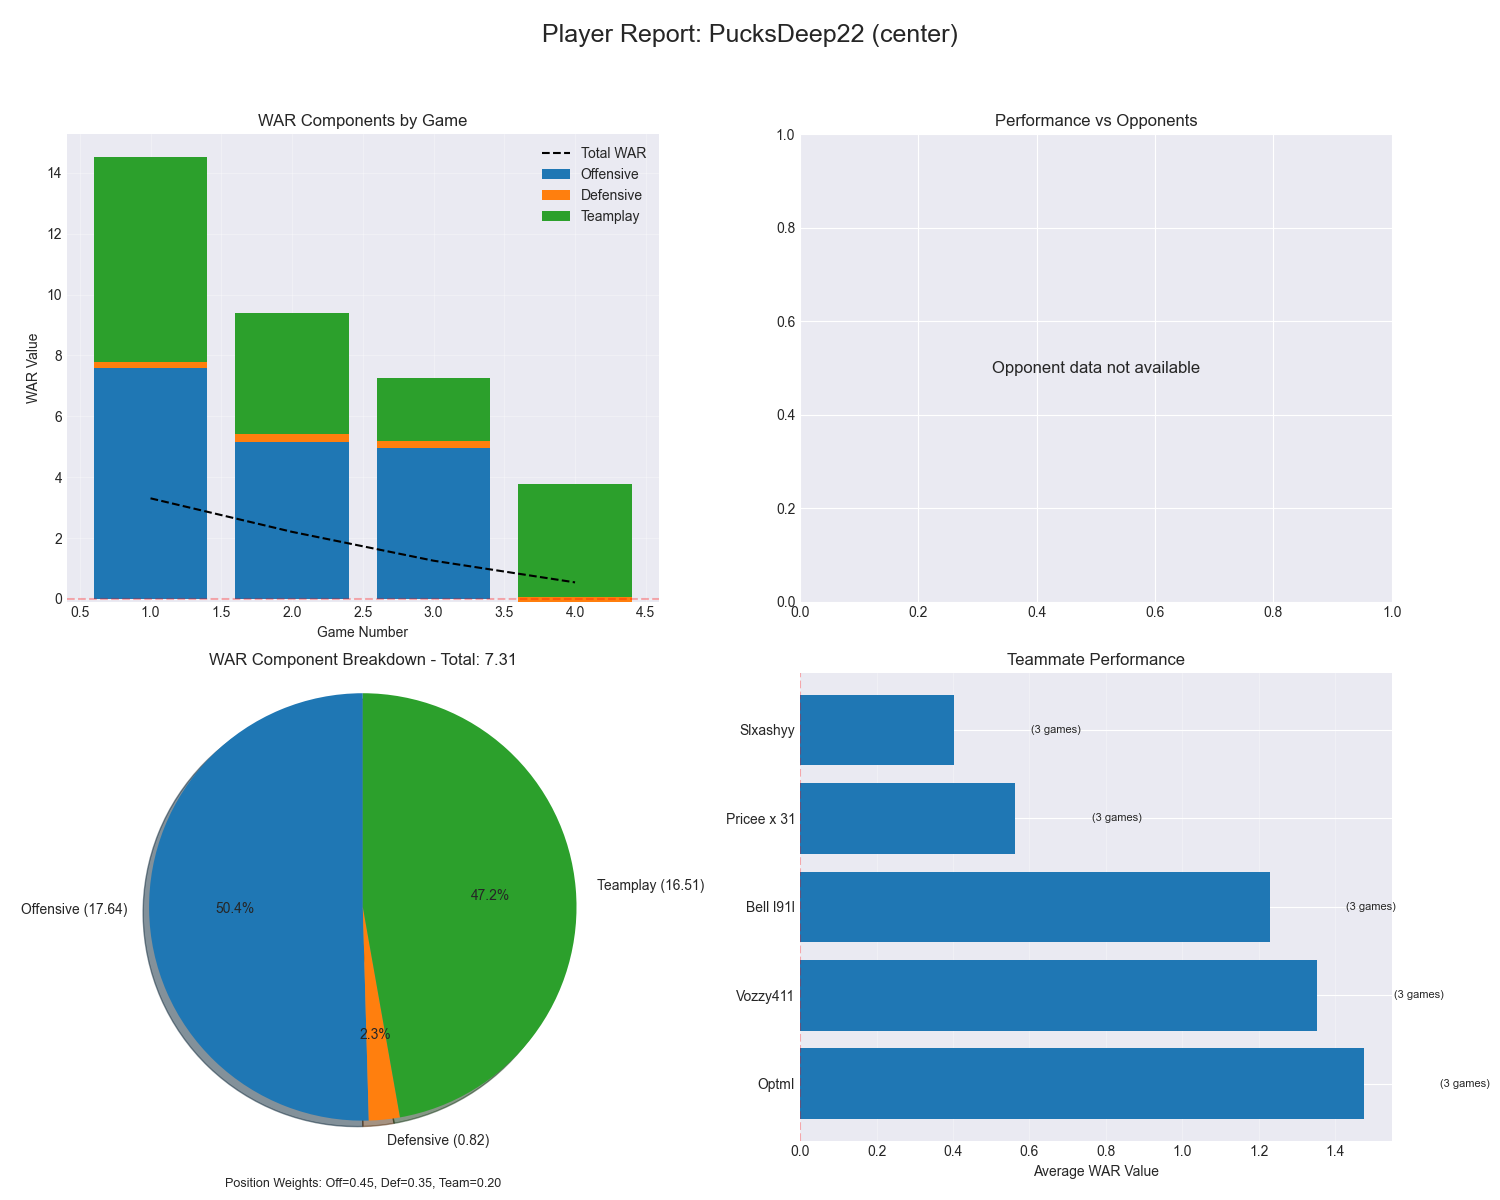 Player Report: PucksDeep22 (center)
WAR Components by Game
Total WAR
Offensive
Defensive
Teamplay
14
12
10
8
6
4
2
0
WAR Value
0.5 1.0 1.5 2.0 2.5 3.0 3.5 4.0 4.5
Game Number
Performance vs Opponents
1.0
0.8
0.6
0.4
0.2
0.0
Opponent data not available
0.0 0.2 0.4 0.6 0.8 1.0
WAR Component Breakdown - Total: 7.31
Offensive (17.64)
50.4%
47.2%
Teamplay (16.51)
2.3%
Defensive (0.82)
Position Weights: Off=0.45, Def=0.35, Team=0.20
Teammate Performance
Slxashyy (3 games)
Pricee x 31 (3 games)
Bell l91l (3 games)
Vozzy411 (3 games)
Optml (3 games)
0.0 0.2 0.4 0.6 0.8 1.0 1.2 1.4
Average WAR Value